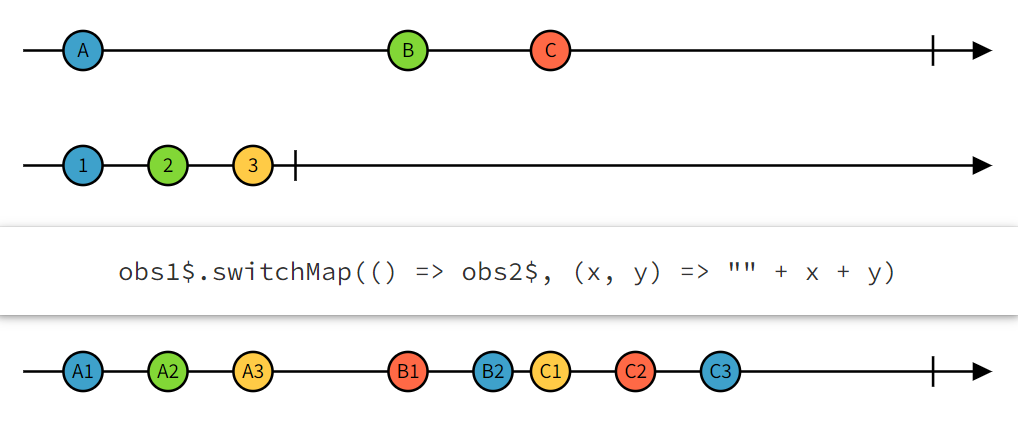 A B C
1 2 3
obs1$.switchMap(() => obs2$, (x, y) => "" + x + y)
A1 A2 A3 B1 B2 C1 C2 C3